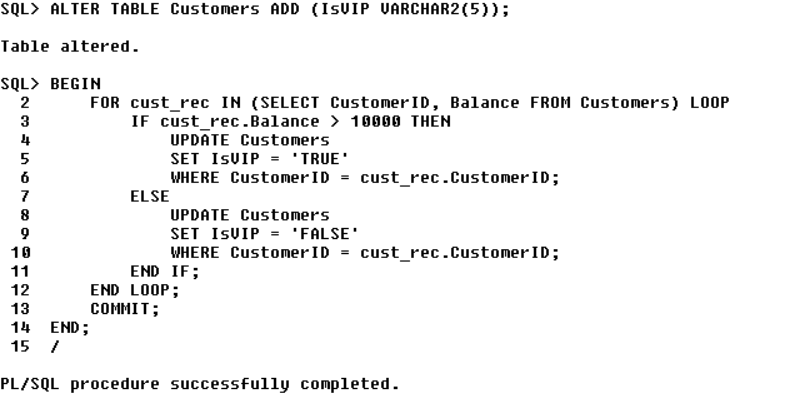 SQL> ALTER TABLE Customers ADD (IsVIP VARCHAR2(5));
Table altered.
SQL> BEGIN
  2      FOR cust_rec IN (SELECT CustomerID, Balance FROM Customers) LOOP
  3          IF cust_rec.Balance > 10000 THEN
  4              UPDATE Customers
  5              SET IsVIP = 'TRUE'
  6              WHERE CustomerID = cust_rec.CustomerID;
  7          ELSE
  8              UPDATE Customers
  9              SET IsVIP = 'FALSE'
 10              WHERE CustomerID = cust_rec.CustomerID;
 11          END IF;
 12      END LOOP;
 13      COMMIT;
 14  END;
 15  /
PL/SQL procedure successfully completed.